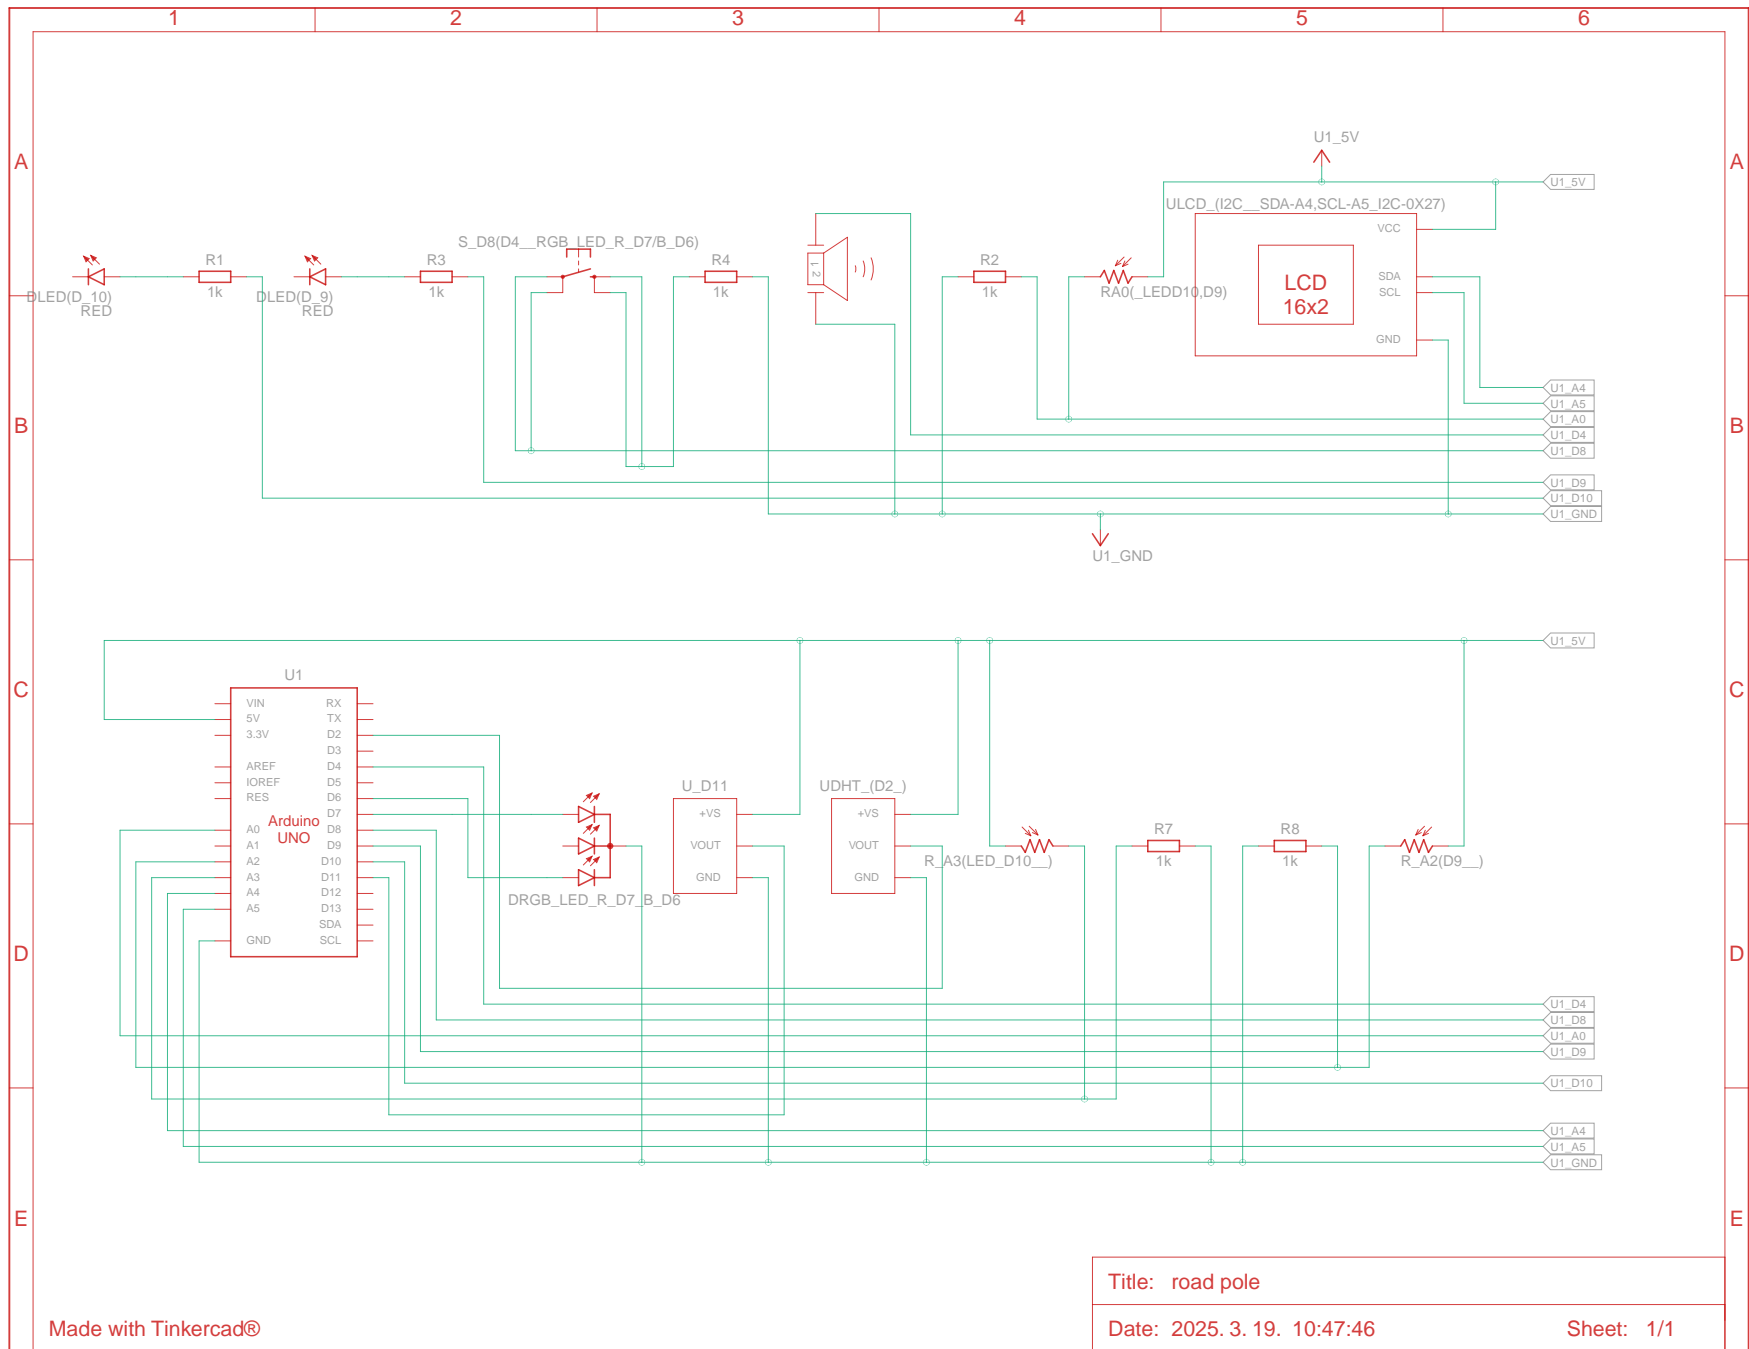 1 2 3 4 5 6
A A
U1_5V
U1_5V
ULCD_(I2C__SDA-A4,SCL-A5_I2C-0X27)
VCC
SDA
SCL
GND
LCD
16x2
S_D8(D4__RGB_LED_R_D7/B_D6)
R1
1k
R3
1k
R4
1k
R2
1k
DLED(D_10)
RED
DLED(D_9)
RED
1 2
RA0(_LEDD10,D9)
B B
U1_A4
U1_A5
U1_A0
U1_D4
U1_D8
U1_D9
U1_D10
U1_GND
U1_GND
U1_5V
C C
U1
VIN RX
5V TX
3.3V D2
D3
AREF D4
IOREF D5
RES D6
D7
Arduino
UNO
A0 D8
A1 D9
A2 D10
A3 D11
A4 D12
A5 D13
SDA
GND SCL
DRGB_LED_R_D7_B_D6
U_D11
+VS
VOUT
GND
UDHT_(D2_)
+VS
VOUT
GND
R_A3(LED_D10__)
R7
1k
R8
1k
R_A2(D9__)
D D
U1_D4
U1_D8
U1_A0
U1_D9
U1_D10
U1_A4
U1_A5
U1_GND
E E
Title: road pole
Made with Tinkercad®
Date: 2025. 3. 19. 10:47:46 Sheet: 1/1